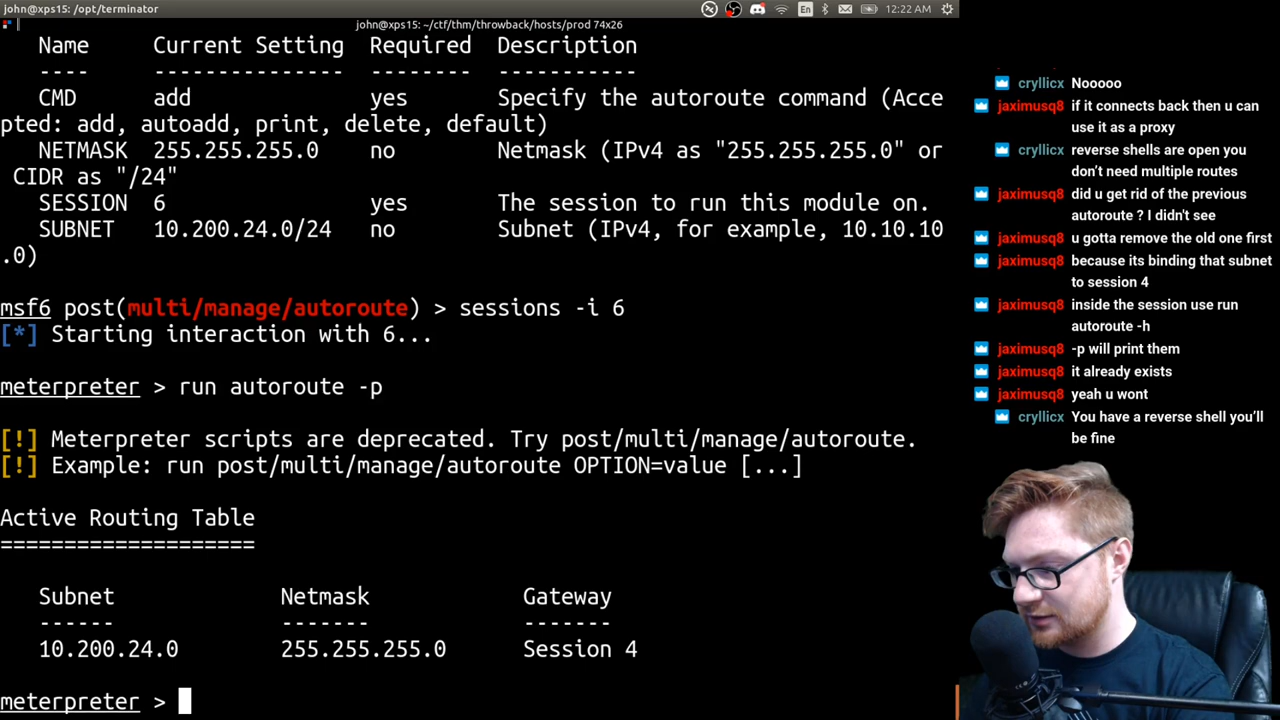 john@xps15: /opt/terminator
En
12:22 AM
john@xps15: ~/ctf/thm/throwback/hosts/prod 74x26
Name Current Setting Required Description
---- --------------- -------- -----------
CMD add yes Specify the autoroute command (Acce
pted: add, autoadd, print, delete, default)
NETMASK 255.255.255.0 no Netmask (IPv4 as "255.255.255.0" or
CIDR as "/24"
SESSION 6 yes The session to run this module on.
SUBNET 10.200.24.0/24 no Subnet (IPv4, for example, 10.10.10
.0)
msf6 post(multi/manage/autoroute) > sessions -i 6
[*] Starting interaction with 6...
meterpreter > run autoroute -p
[!] Meterpreter scripts are deprecated. Try post/multi/manage/autoroute.
[!] Example: run post/multi/manage/autoroute OPTION=value [...]
Active Routing Table
====================
Subnet Netmask Gateway
------ ------- -------
10.200.24.0 255.255.255.0 Session 4
meterpreter >
cryllicx Nooooo
jaximusq8 if it connects back then u can
use it as a proxy
cryllicx reverse shells are open you
don't need multiple routes
jaximusq8 did u get rid of the previous
autoroute ? I didn't see
jaximusq8 u gotta remove the old one first
jaximusq8 because its binding that subnet
to session 4
jaximusq8 inside the session use run
autoroute -h
jaximusq8 -p will print them
jaximusq8 it already exists
jaximusq8 yeah u wont
cryllicx You have a reverse shell you'll
be fine